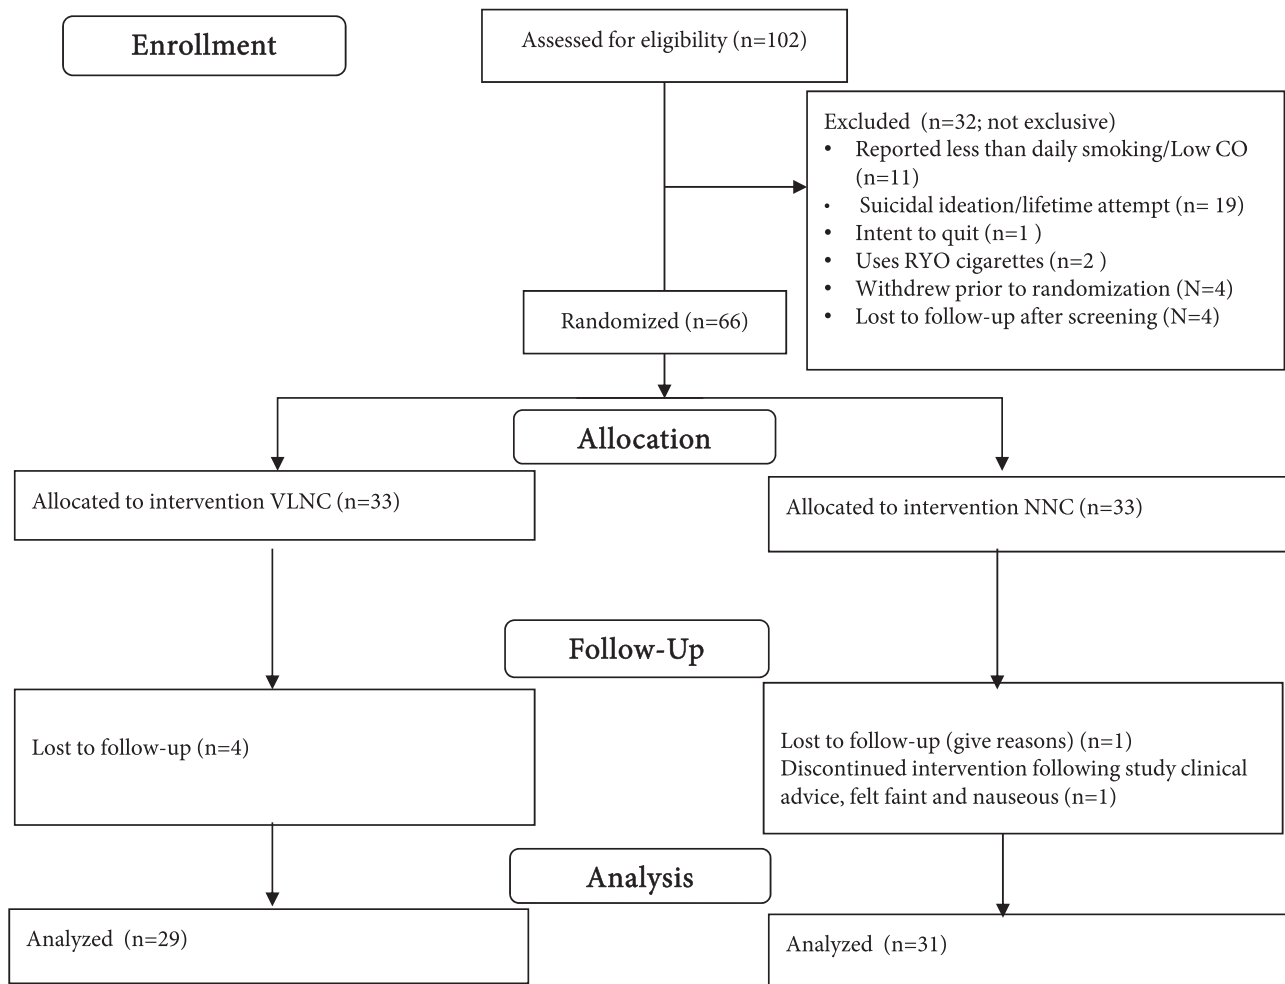 Enrollment
Assessed for eligibility (n=102)
Excluded (n=32; not exclusive)
• Reported less than daily smoking/Low CO
(n=11)
• Suicidal ideation/lifetime attempt (n= 19)
• Intent to quit (n=1 )
• Uses RYO cigarettes (n=2 )
• Withdrew prior to randomization (N=4)
• Lost to follow-up after screening (N=4)
Randomized (n=66)
Allocation
Allocated to intervention VLNC (n=33)
Allocated to intervention NNC (n=33)
Follow-Up
Lost to follow-up (n=4)
Lost to follow-up (give reasons) (n=1)
Discontinued intervention following study clinical
advice, felt faint and nauseous (n=1)
Analysis
Analyzed (n=29)
Analyzed (n=31)